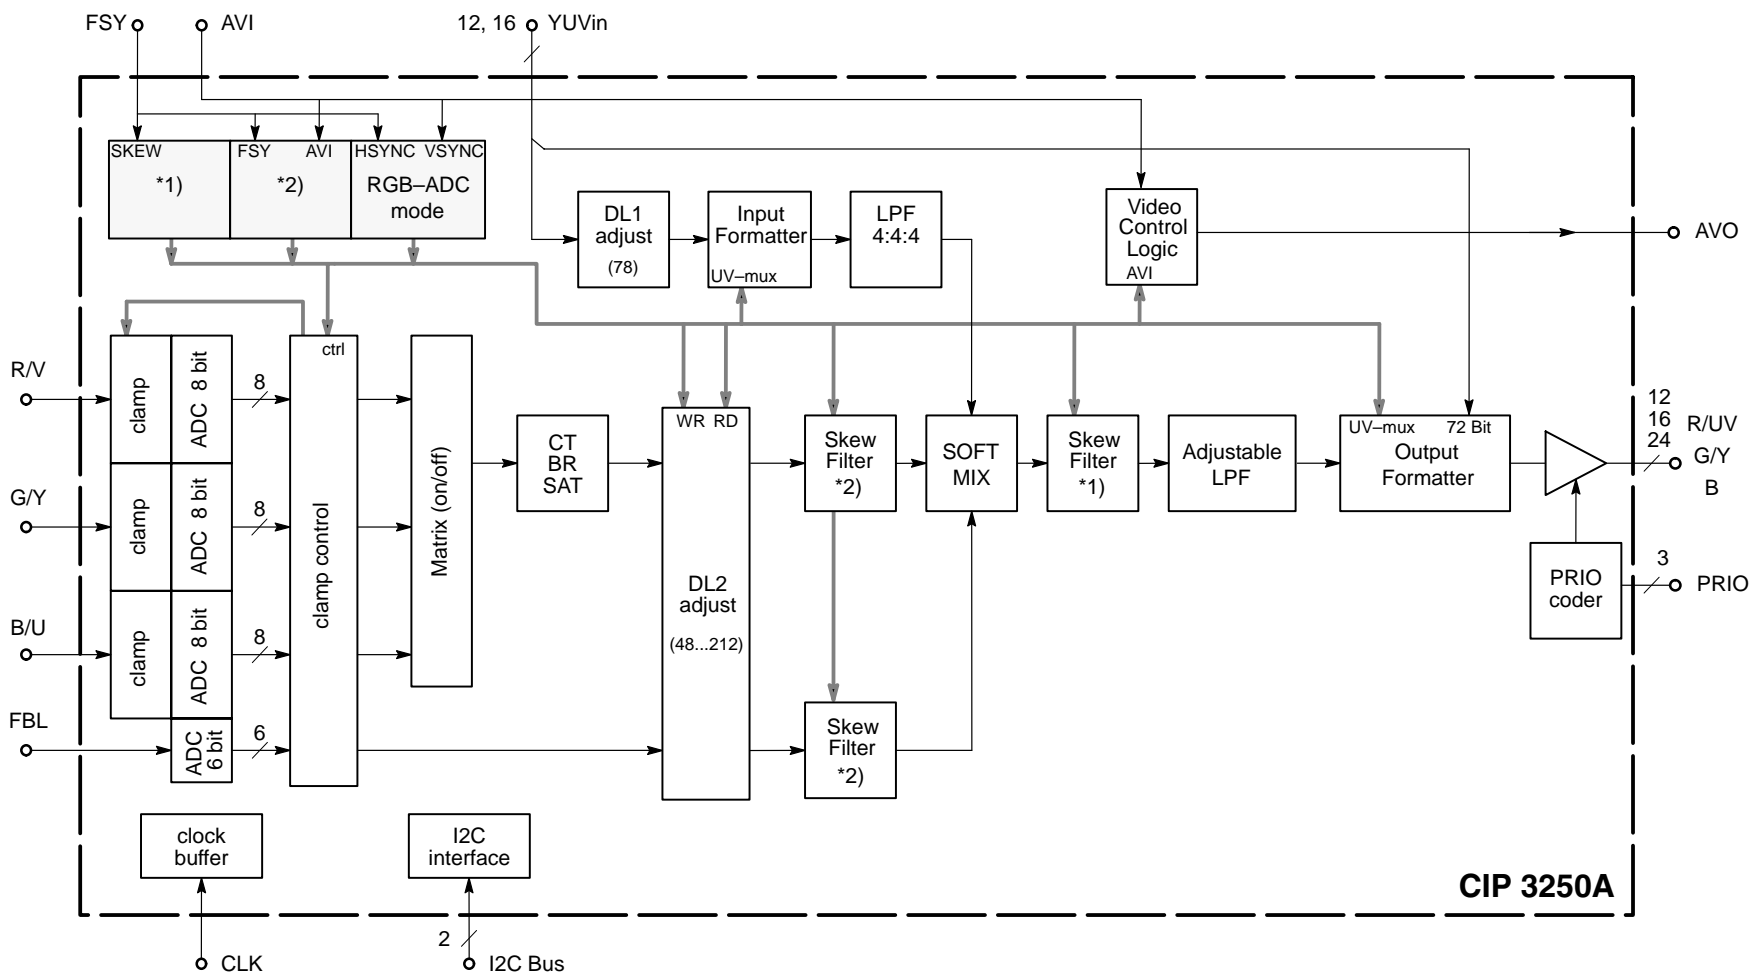 FSY
AVI
12, 16
YUVin
SKEW
*1)
FSY AVI
*2)
HSYNC VSYNC
RGB–ADC
mode
DL1
adjust
(78)
Input
Formatter
UV–mux
LPF
4:4:4
Video
Control
Logic
AVI
AVO
R/V
clamp
ADC 8 bit
8
G/Y
clamp
ADC 8 bit
8
B/U
clamp
ADC 8 bit
8
FBL
ADC
6 bit
6
ctrl
clamp control
Matrix (on/off)
CT
BR
SAT
WR RD
DL2
adjust
(48...212)
Skew
Filter
*2)
SOFT
MIX
Skew
Filter
*1)
Adjustable
LPF
UV–mux 72 Bit
Output
Formatter
12
16
24
R/UV
G/Y
B
PRIO
coder
3
PRIO
Skew
Filter
*2)
clock
buffer
I2C
interface
CIP 3250A
CLK
2
I2C Bus